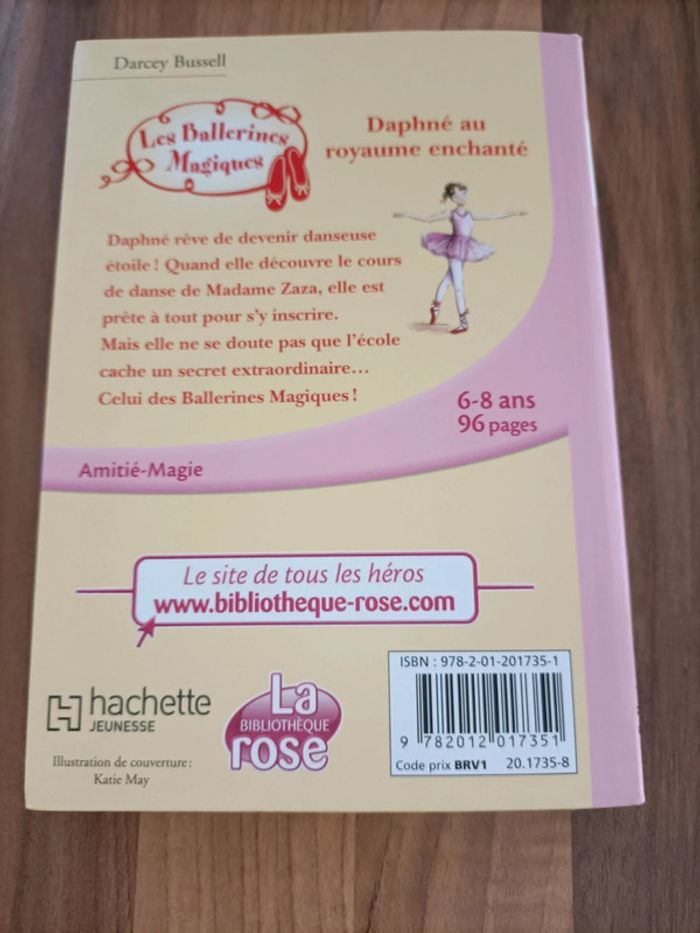 Darcey Bussell
Les Ballerines
Magiques
Daphné au
royaume enchanté
Daphné rêve de devenir danseuse
étoile ! Quand elle découvre le cours
de danse de Madame Zaza, elle est
prête à tout pour s'y inscrire.
Mais elle ne se doute pas que l'école
cache un secret extraordinaire...
Celui des Ballerines Magiques !
6-8 ans
96 pages
Amitié-Magie
Le site de tous les héros
www.bibliotheque-rose.com
hachette
JEUNESSE
La
BIBLIOTHÈQUE
rose
Illustration de couverture :
Katie May
ISBN : 978-2-01-201735-1
9 782012 017351
Code prix BRV1 20.1735-8